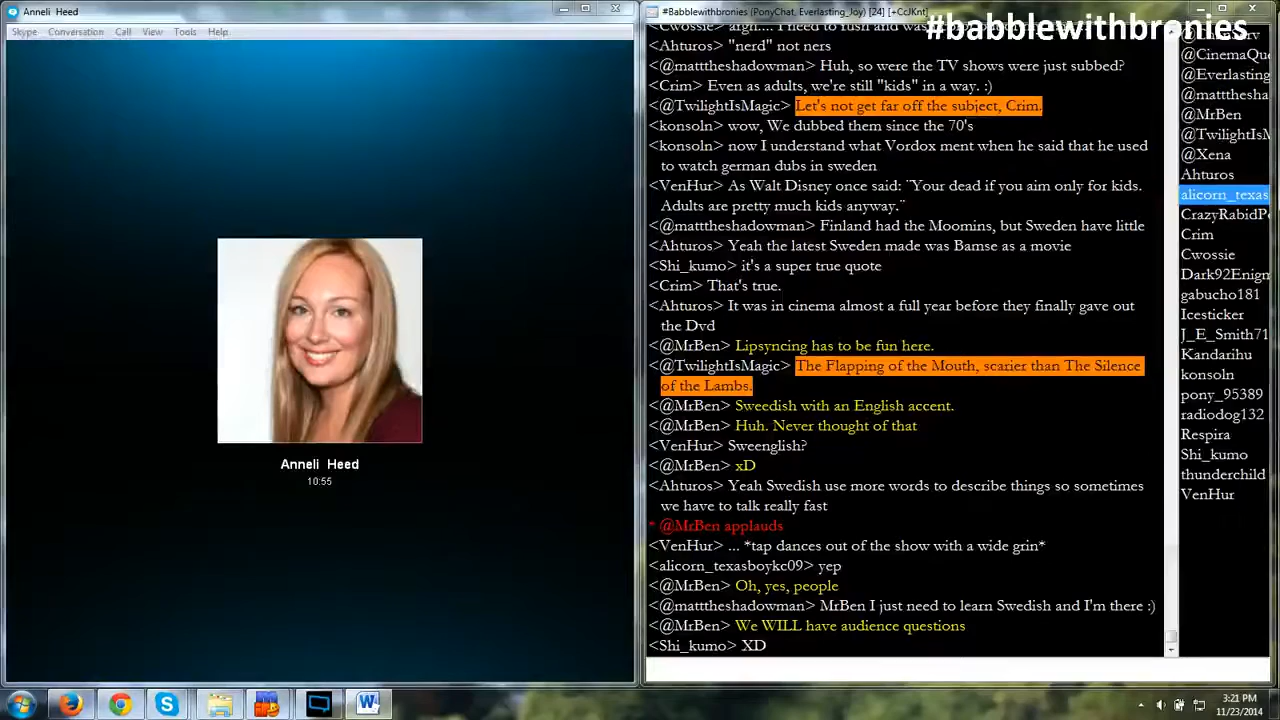 Anneli Heed
Skype Conversation Call View Tools Help
Anneli Heed
10:55
#Babblewithbronies (PonyChat, Everlasting_Joy) [24] [+CcJKnt]
#babblewithbronies
<Ahturos> "nerd" not ners
<@matttheshadowman> Huh, so were the TV shows were just subbed?
<Crim> Even as adults, we're still "kids" in a way. :)
<@TwilightIsMagic> Let's not get far off the subject, Crim.
<konsoln> wow, We dubbed them since the 70's
<konsoln> now I understand what Vordox ment when he said that he used
to watch german dubs in sweden
<VenHur> As Walt Disney once said: ¨Your dead if you aim only for kids.
Adults are pretty much kids anyway.¨
<@matttheshadowman> Finland had the Moomins, but Sweden have little
<Ahturos> Yeah the latest Sweden made was Bamse as a movie
<Shi_kumo> it's a super true quote
<Crim> That's true.
<Ahturos> It was in cinema almost a full year before they finally gave out
the Dvd
<@MrBen> Lipsyncing has to be fun here.
<@TwilightIsMagic> The Flapping of the Mouth, scarier than The Silence
of the Lambs.
<@MrBen> Sweedish with an English accent.
<@MrBen> Huh. Never thought of that
<VenHur> Sweenglish?
<@MrBen> xD
<Ahturos> Yeah Swedish use more words to describe things so sometimes
we have to talk really fast
* @MrBen applauds
<VenHur> ... *tap dances out of the show with a wide grin*
<alicorn_texasboykc09> yep
<@MrBen> Oh, yes, people
<@matttheshadowman> MrBen I just need to learn Swedish and I'm there :)
<@MrBen> We WILL have audience questions
<Shi_kumo> XD
@CinemaQue
@Everlasting
@matttheshad
@MrBen
@TwilightIsM
@Xena
Ahturos
alicorn_texas
CrazyRabidP
Crim
Cwossie
Dark92Enigm
gabucho181
Icesticker
J_E_Smith71
Kandarihu
konsoln
pony_95389
radiodog132
Respira
Shi_kumo
thunderchild
VenHur
3:21 PM
11/23/2014